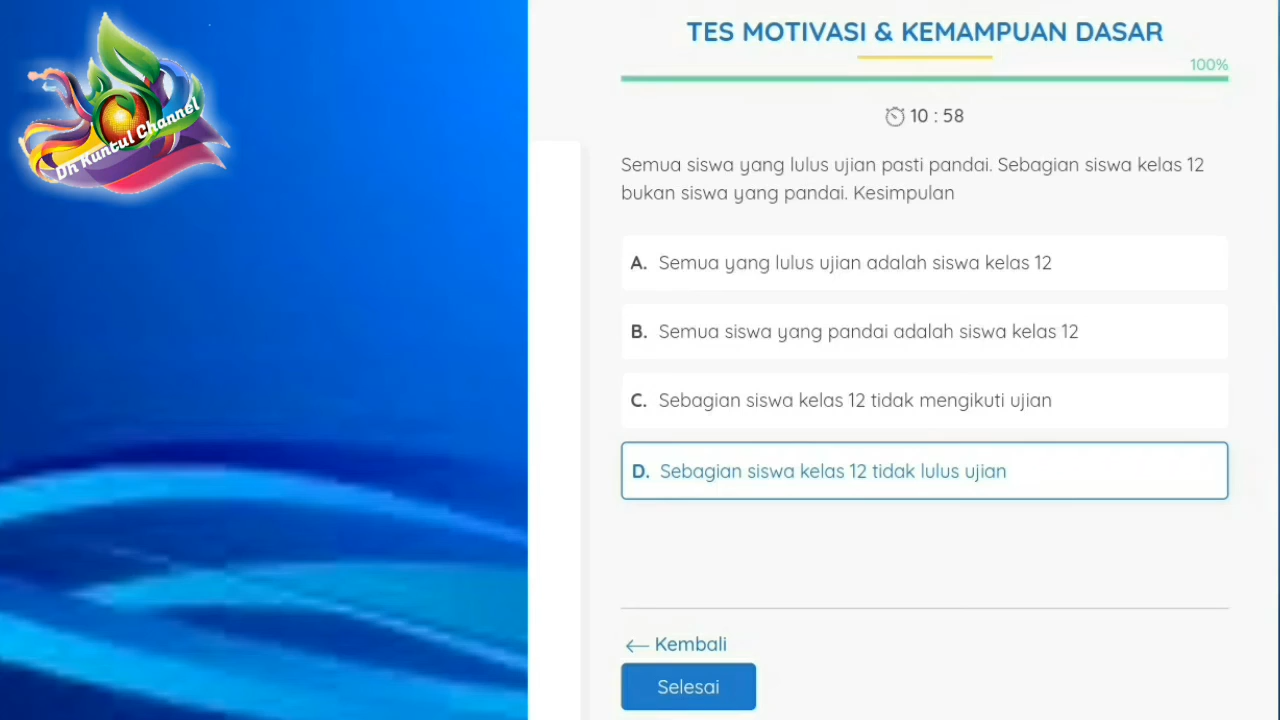 Dh Kuntul Channel
TES MOTIVASI & KEMAMPUAN DASAR
100%
10 : 58
Semua siswa yang lulus ujian pasti pandai. Sebagian siswa kelas 12
bukan siswa yang pandai. Kesimpulan
A. Semua yang lulus ujian adalah siswa kelas 12
B. Semua siswa yang pandai adalah siswa kelas 12
C. Sebagian siswa kelas 12 tidak mengikuti ujian
D. Sebagian siswa kelas 12 tidak lulus ujian
← Kembali
Selesai